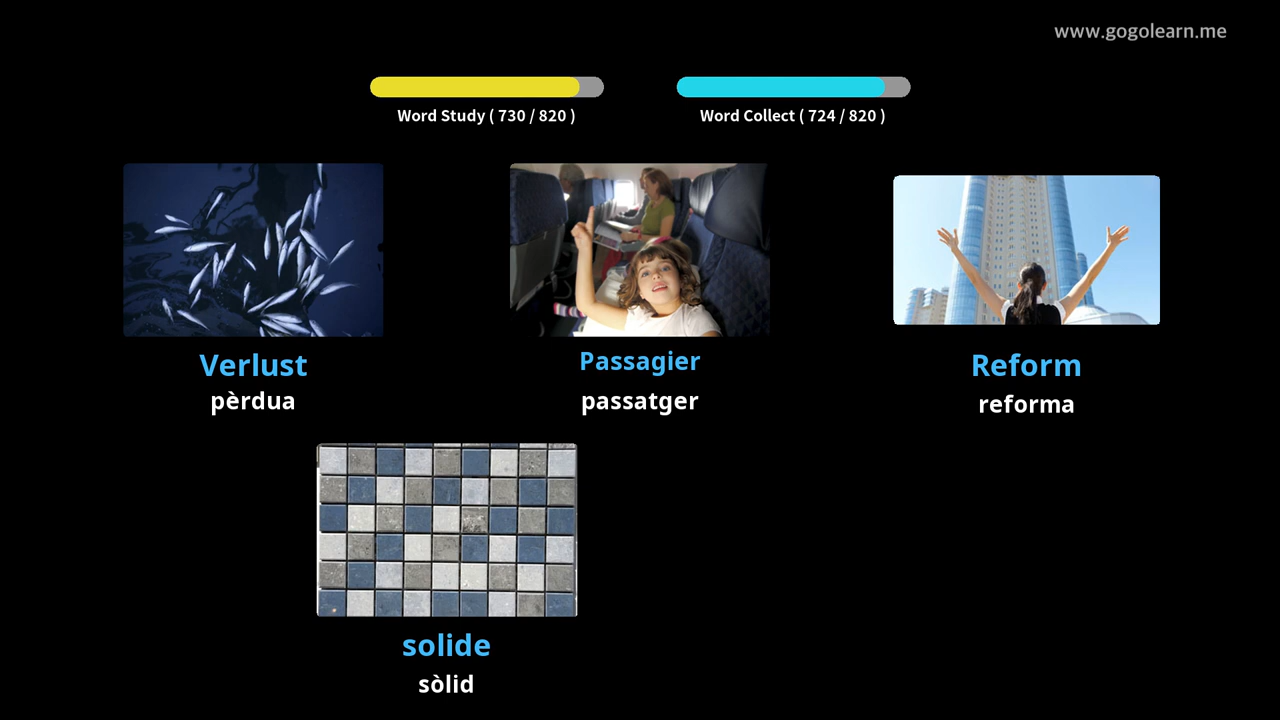 www.gogolearn.me
Word Study ( 730 / 820 )
Word Collect ( 724 / 820 )
Verlust
pèrdua
Passagier
passatger
Reform
reforma
solide
sòlid